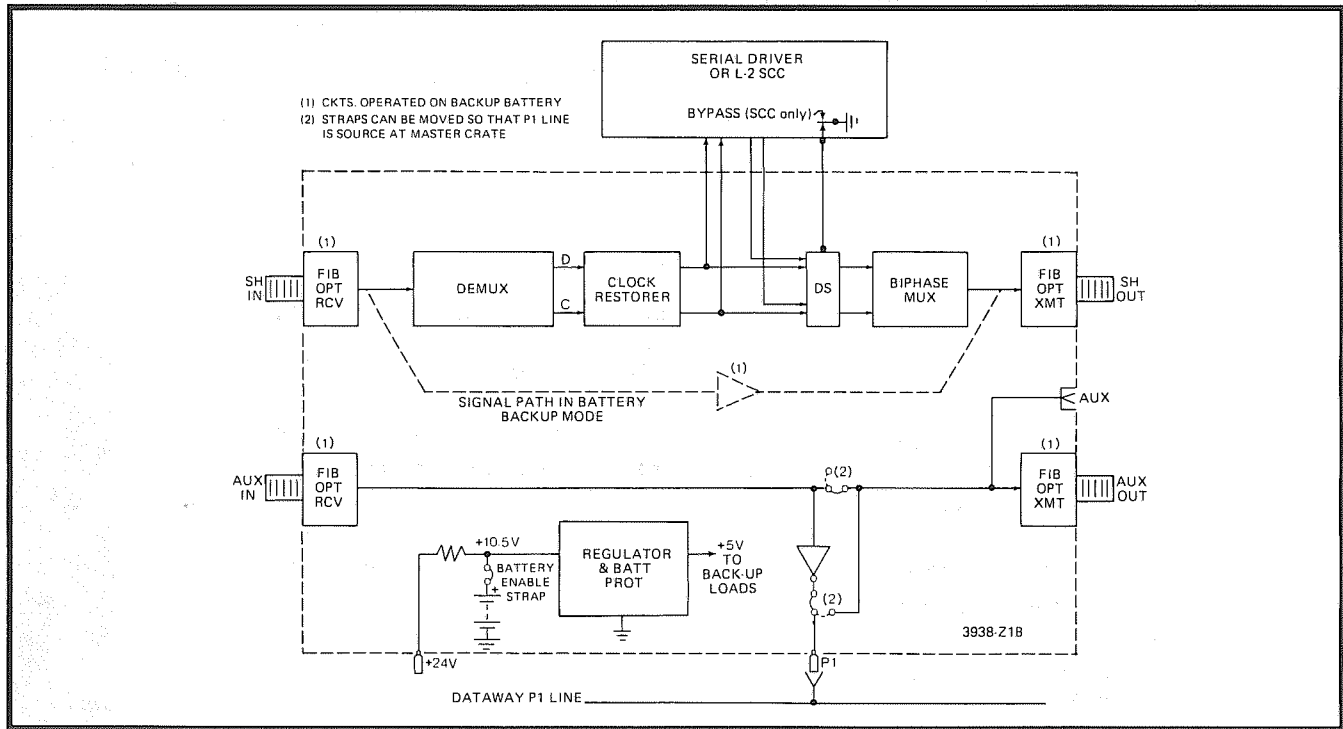 SERIAL DRIVER
OR L-2 SCC
BYPASS (SCC only)
(1) CKTS. OPERATED ON BACKUP BATTERY
(2) STRAPS CAN BE MOVED SO THAT P1 LINE
IS SOURCE AT MASTER CRATE
(1)
SH
IN
FIB
OPT
RCV
DEMUX
D
C
CLOCK
RESTORER
DS
BIPHASE
MUX
(1)
FIB
OPT
XMT
SH
OUT
(1)
SIGNAL PATH IN BATTERY
BACKUP MODE
AUX
(1)
AUX
IN
FIB
OPT
RCV
(2)
(1)
FIB
OPT
XMT
AUX
OUT
+10.5V
BATTERY
ENABLE
STRAP
+
REGULATOR
& BATT
PROT
+5V
TO
BACK-UP
LOADS
(2)
3938-Z1B
+24V
P1
DATAWAY P1 LINE